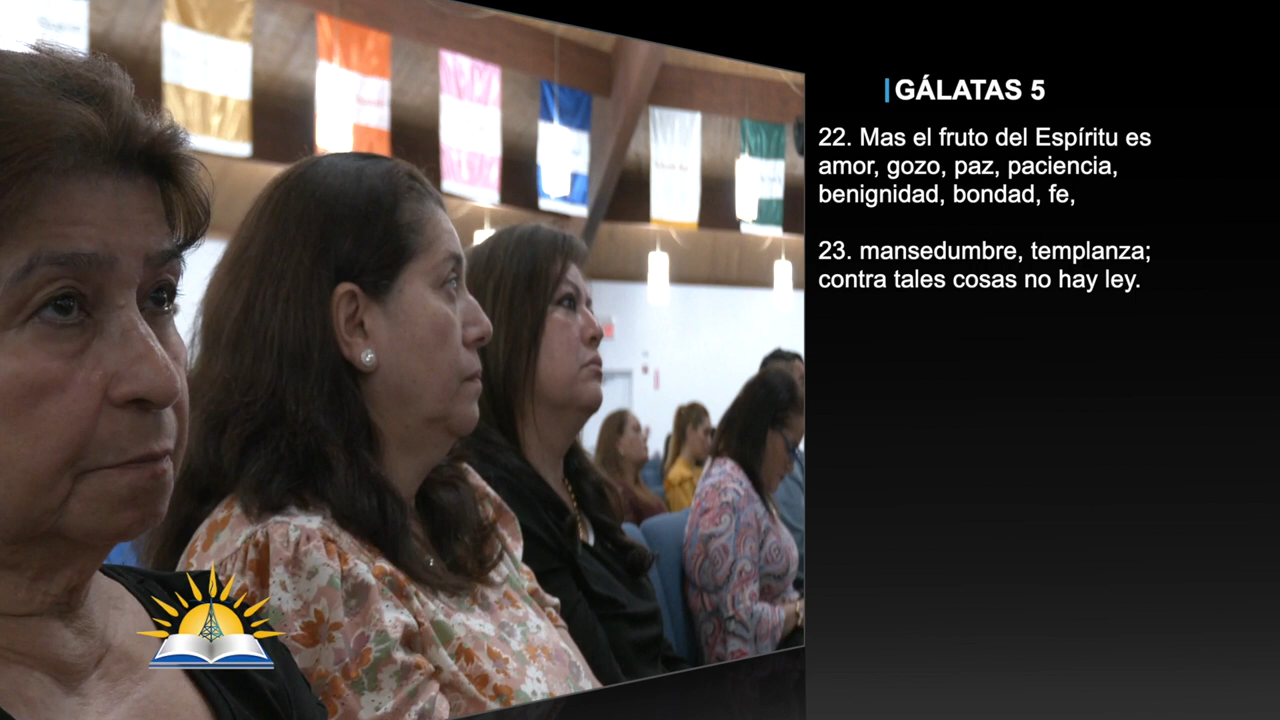 GÁLATAS 5
22. Mas el fruto del Espíritu es
amor, gozo, paz, paciencia,
benignidad, bondad, fe,
23. mansedumbre, templanza;
contra tales cosas no hay ley.